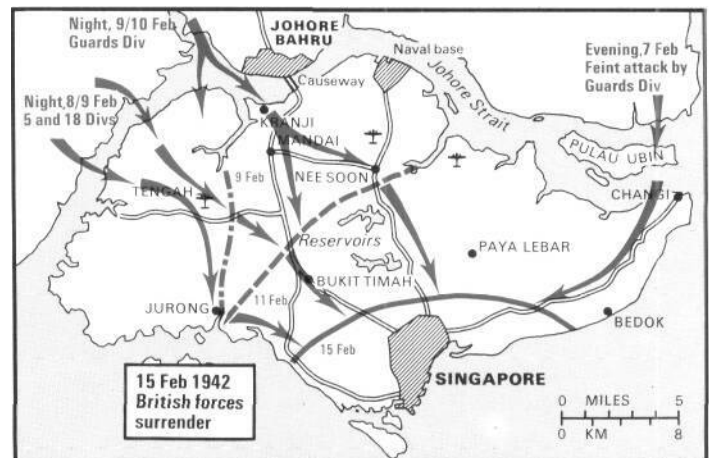 Night, 9/10 Feb
Guards Div
JOHORE
BAHRU
Naval base
Causeway
Johore Strait
Evening, 7 Feb
Feint attack by
Guards Div
Night, 8/9 Feb
5 and 18 Divs
KRANJI
MANDAI
PULAU UBIN
9 Feb
NEE SOON
TENGAH
CHANGI
Reservoirs
PAYA LEBAR
BUKIT TIMAH
JURONG
11 Feb
BEDOK
15 Feb
SINGAPORE
15 Feb 1942
British forces
surrender
0 MILES 5
0 KM 8